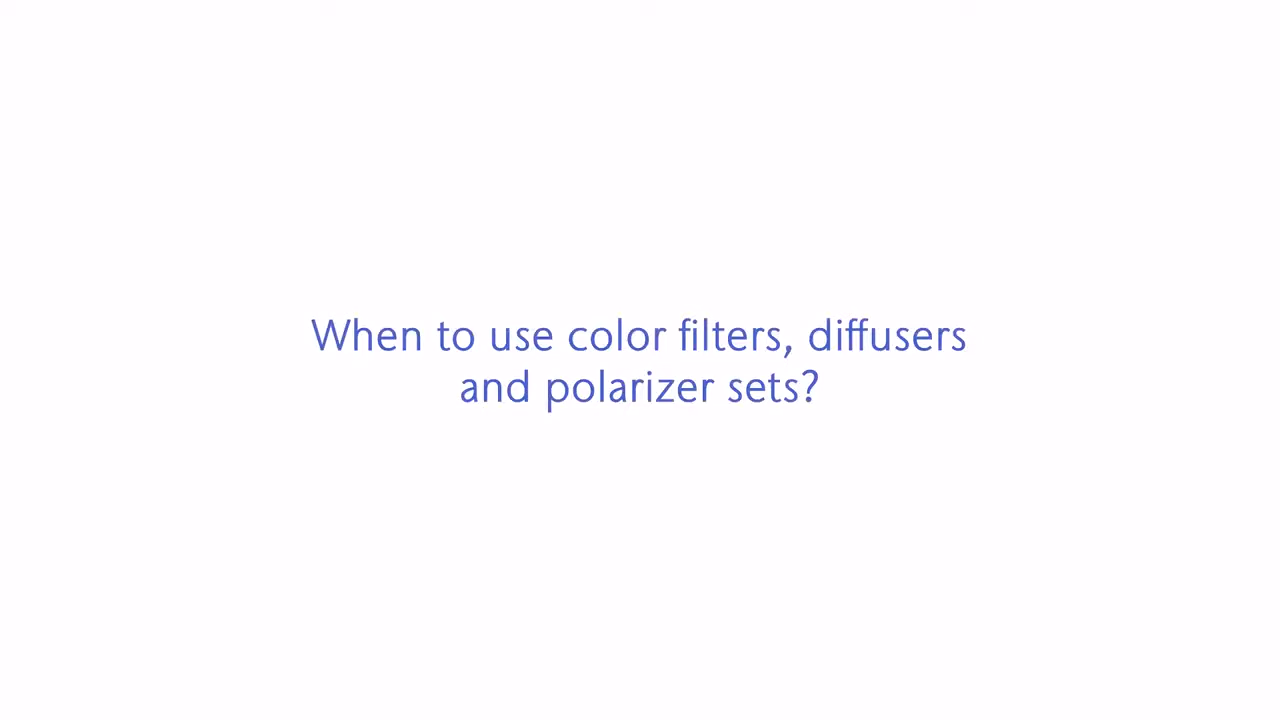 When to use color filters, diffusers
and polarizer sets?